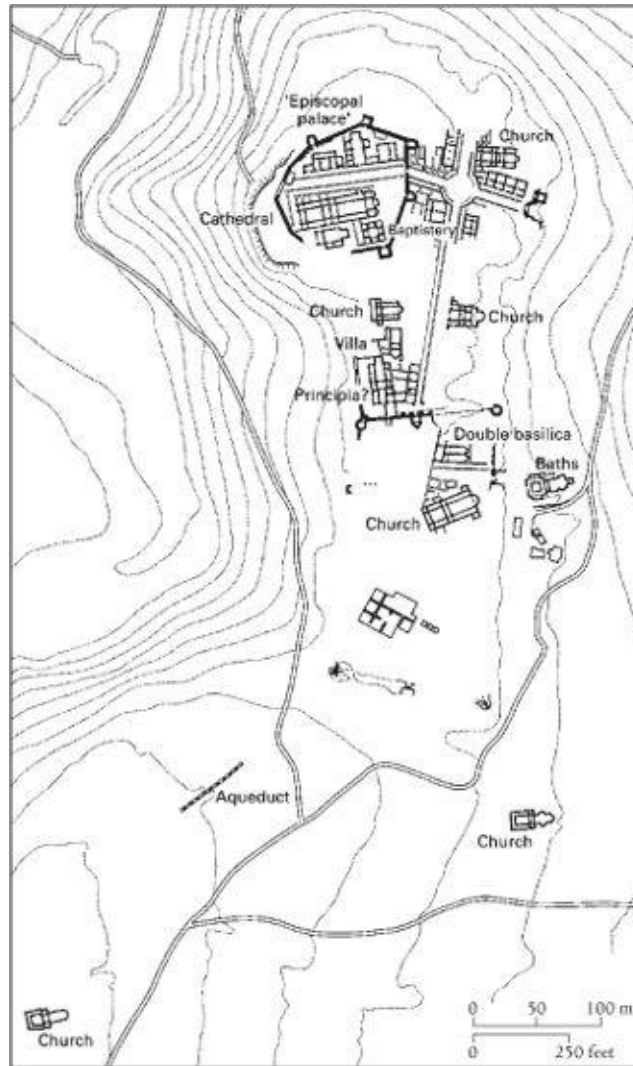 'Episcopal
palace'
Church
Cathedral
Baptistery
Church
Church
Villa
Principia?
Double basilica
Baths
Church
Aqueduct
Church
Church
0 50 100 m
0 250 feet